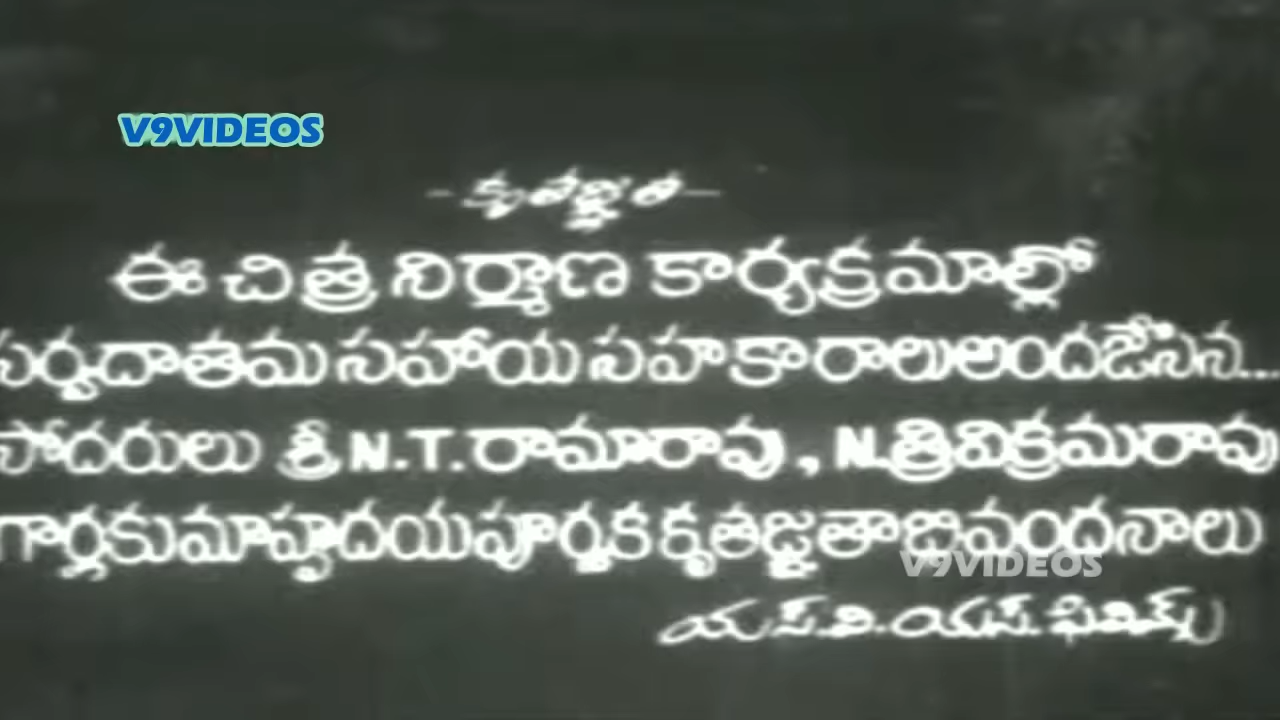 V9VIDEOS
-కృతజ్ఞత-
ఈ చిత్ర నిర్మాణ కార్యక్రమాల్లో
సర్వదాతమ సహాయ సహకారాలు అందజేసిన...
సోదరులు శ్రీ N.T. రామారావు, N. త్రివిక్రమరావు
గార్లకు మా హృదయపూర్వక కృతజ్ఞతాభివందనాలు
V9VIDEOS
యస్.వి.యస్. ఫిలిమ్స్